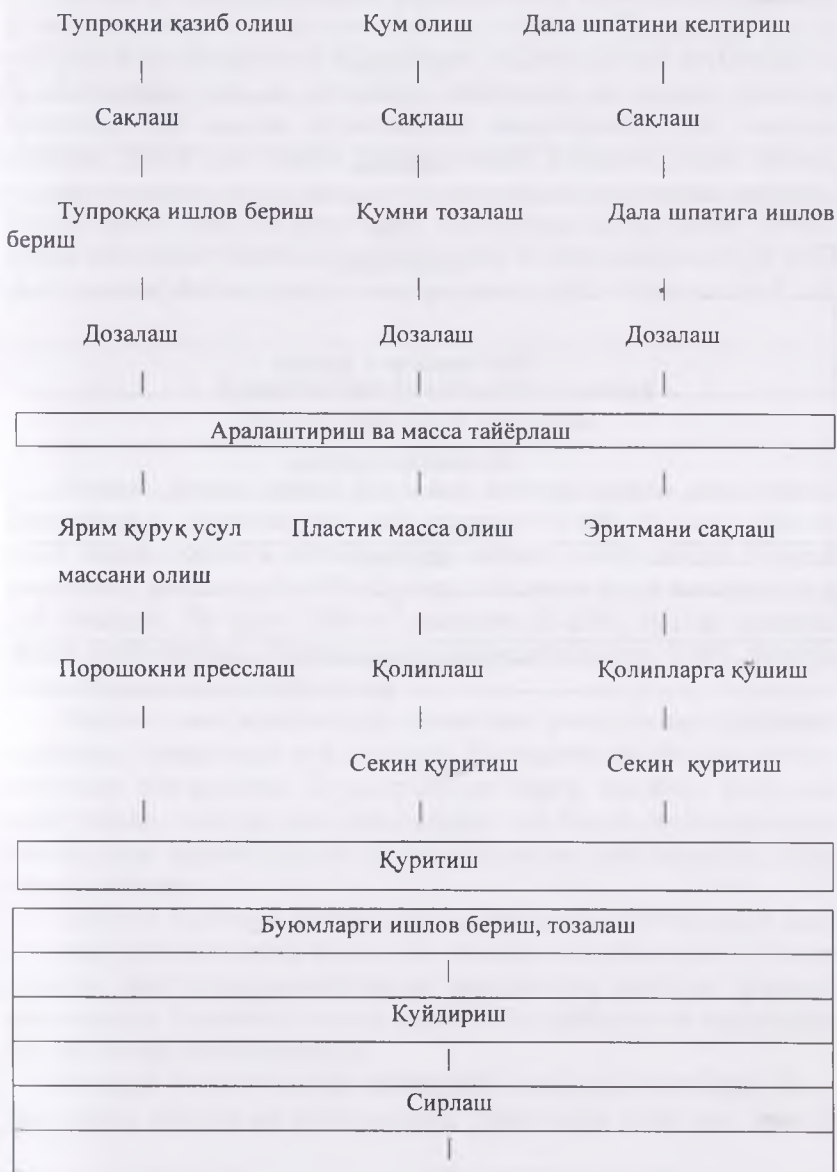 Тупроқни қазиб олиш Қум олиш Дала шпатини келтириш
Сақлаш Сақлаш Сақлаш
Тупроққа ишлов бериш Қумни тозалаш Дала шпатига ишлов
бериш
Дозалаш Дозалаш Дозалаш
Аралаштириш ва масса тайёрлаш
Ярим қуруқ усул Пластик масса олиш Эритмани сақлаш
массани олиш
Порошокни пресслаш Қолиплаш Қолипларга қўшиш
Секин қуритиш Секин қуритиш
Қуритиш
Буюмларги ишлов бериш, тозалаш
Куйдириш
Сирлаш